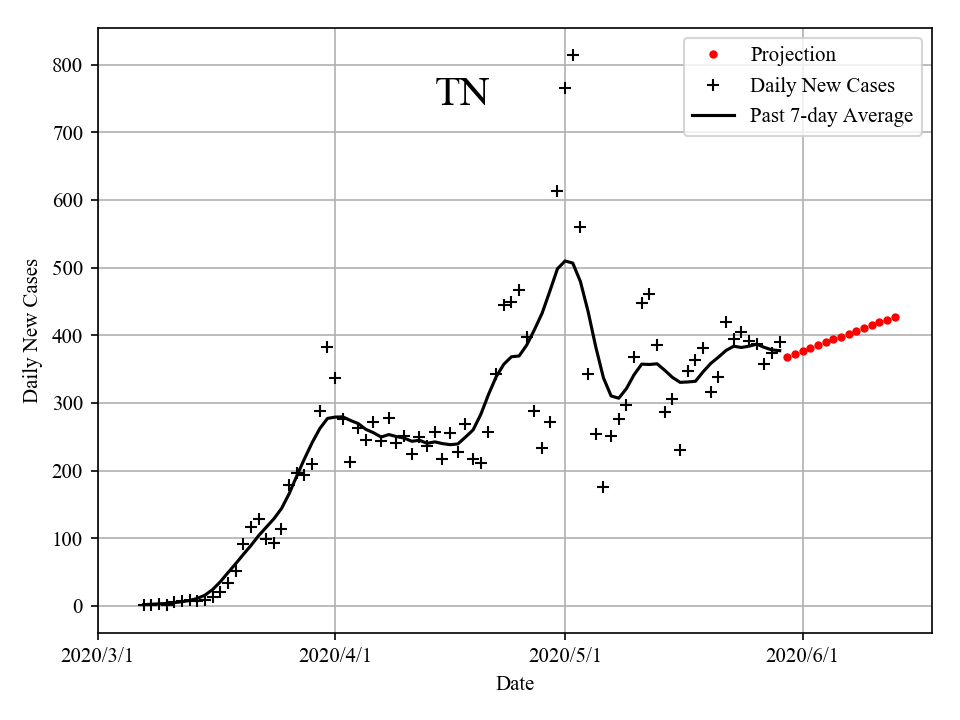 TN
Projection
Daily New Cases
Past 7-day Average
800
700
600
500
400
300
200
100
0
Daily New Cases
2020/3/1
2020/4/1
2020/5/1
2020/6/1
Date